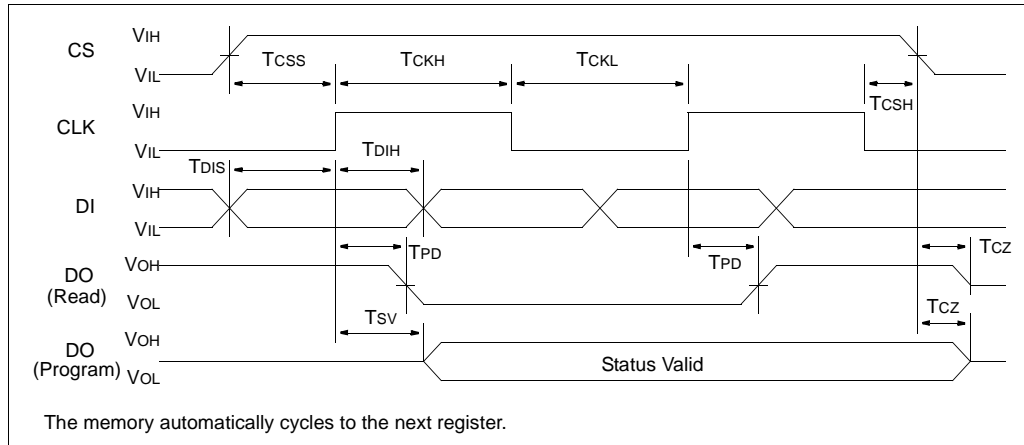 CS
VIH
VIL
TCSS
TCKH
TCKL
TCSH
CLK
VIH
VIL
TDIS
TDIH
DI
VIH
VIL
TPD
TPD
TCZ
DO
(Read)
VOH
VOL
TSV
TCZ
DO
(Program)
VOH
VOL
Status Valid
The memory automatically cycles to the next register.